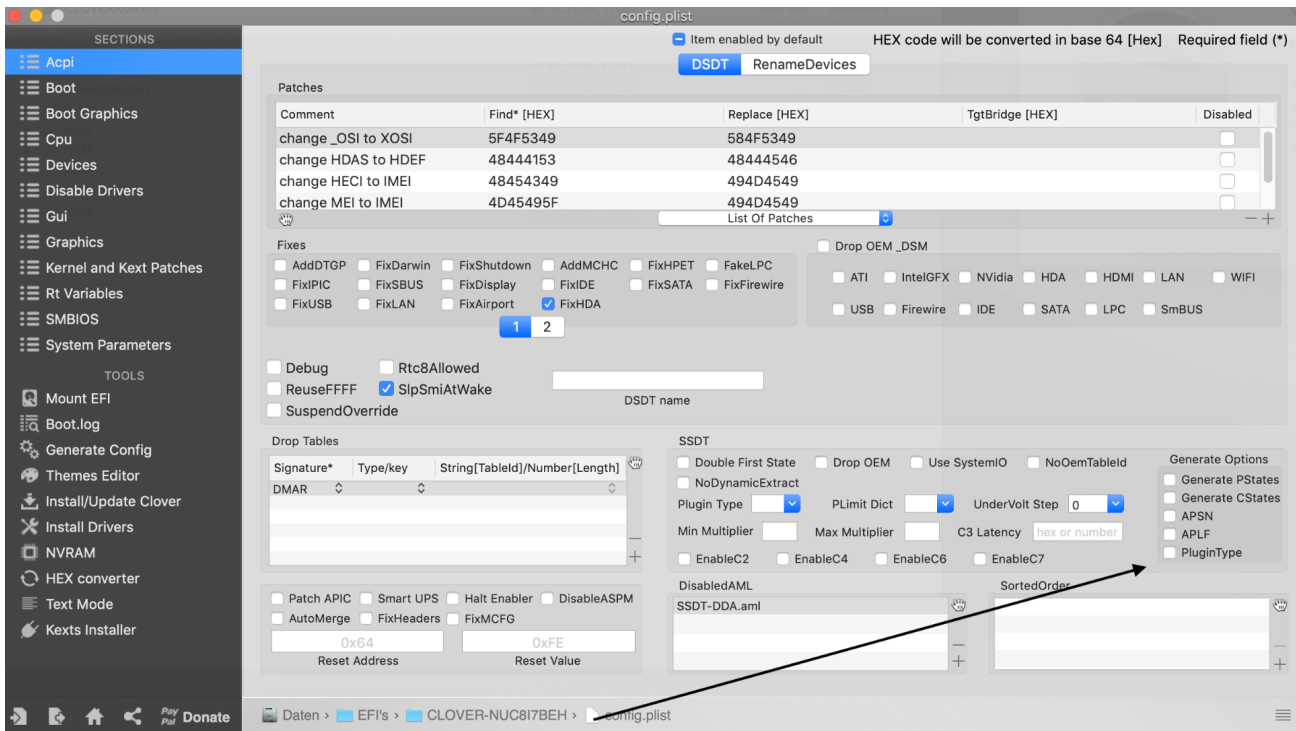 config.plist
SECTIONS
Acpi
Boot
Boot Graphics
Cpu
Devices
Disable Drivers
Gui
Graphics
Kernel and Kext Patches
Rt Variables
SMBIOS
System Parameters
TOOLS
Mount EFI
Boot.log
Generate Config
Themes Editor
Install/Update Clover
Install Drivers
NVRAM
HEX converter
Text Mode
Kexts Installer
Pay Pal Donate
Item enabled by default HEX code will be converted in base 64 [Hex] Required field (*)
DSDT RenameDevices
Patches
Comment Find* [HEX] Replace [HEX] TgtBridge [HEX] Disabled
change _OSI to XOSI 5F4F5349 584F5349
change HDAS to HDEF 48444153 48444546
change HECI to IMEI 48454349 494D4549
change MEI to IMEI 4D45495F 494D4549
List Of Patches
Fixes
AddDTGP FixDarwin FixShutdown AddMCHC FixHPET FakeLPC
FixIPIC FixSBUS FixDisplay FixIDE FixSATA FixFirewire
FixUSB FixLAN FixAirport FixHDA
1 2
Drop OEM _DSM
ATI IntelGFX NVidia HDA HDMI LAN WIFI
USB Firewire IDE SATA LPC SmBUS
Debug Rtc8Allowed
ReuseFFFF SlpSmiAtWake
SuspendOverride
DSDT name
Drop Tables
Signature* Type/key String[TableId]/Number[Length]
DMAR
SSDT
Double First State Drop OEM Use SystemIO NoOemTableId
NoDynamicExtract
Plugin Type PLimit Dict UnderVolt Step 0
Min Multiplier Max Multiplier C3 Latency hex or number
EnableC2 EnableC4 EnableC6 EnableC7
Generate Options
Generate PStates
Generate CStates
APSN
APLF
PluginType
Patch APIC Smart UPS Halt Enabler DisableASPM
AutoMerge FixHeaders FixMCFG
0x64 0xFE
Reset Address Reset Value
DisabledAML
SSDT-DDA.aml
SortedOrder
Daten › EFI's › CLOVER-NUC8I7BEH › config.plist